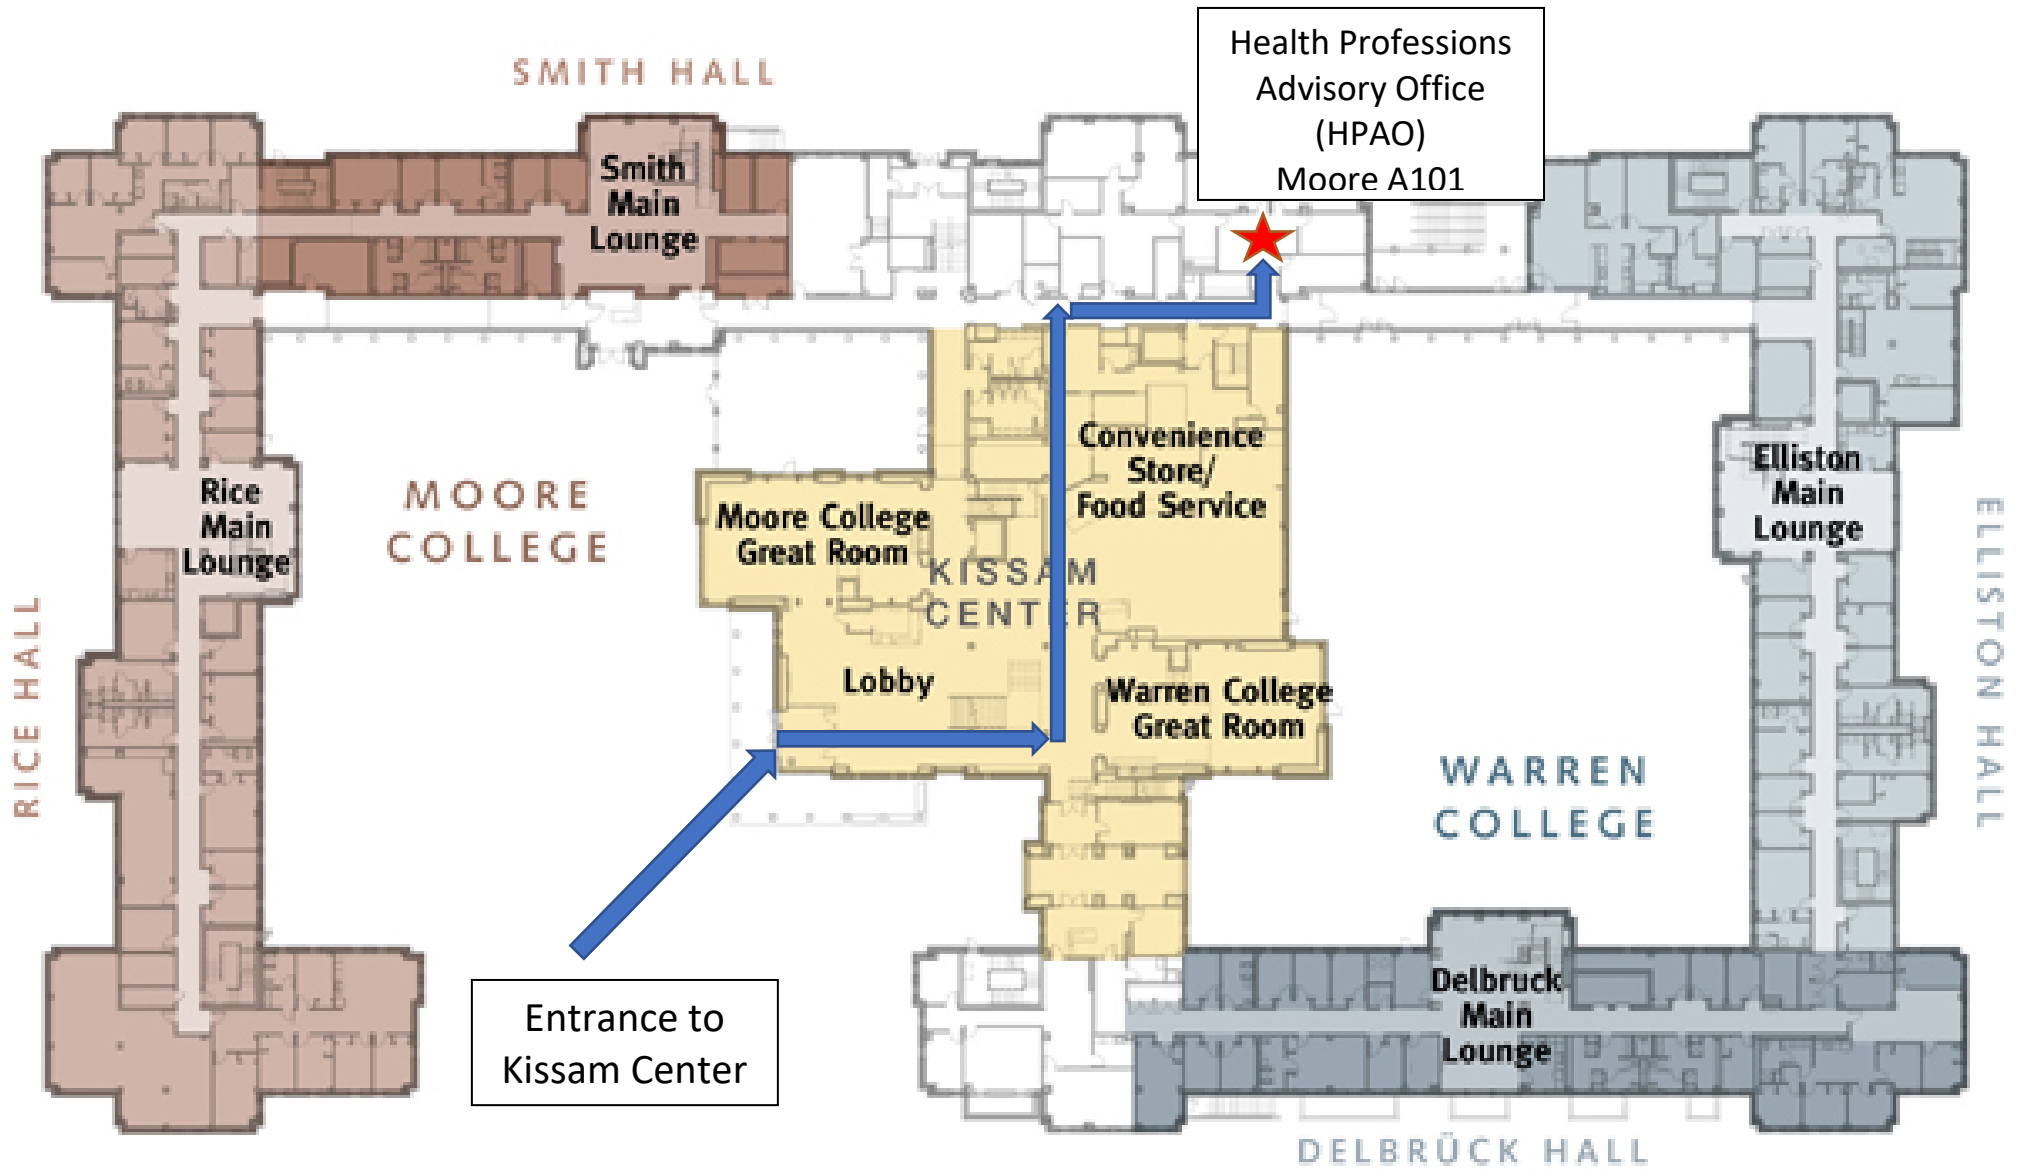 Health Professions
Advisory Office
(HPAO)
Moore A101
SMITH HALL
Smith
Main
Lounge
MOORE
COLLEGE
Rice
Main
Lounge
RICE HALL
Moore College
Great Room
Convenience
Store/
Food Service
KISSAM
CENTER
Lobby
Warren College
Great Room
Elliston
Main
Lounge
ELLISTON HALL
WARREN
COLLEGE
Entrance to
Kissam Center
Delbruck
Main
Lounge
DELBRÜCK HALL